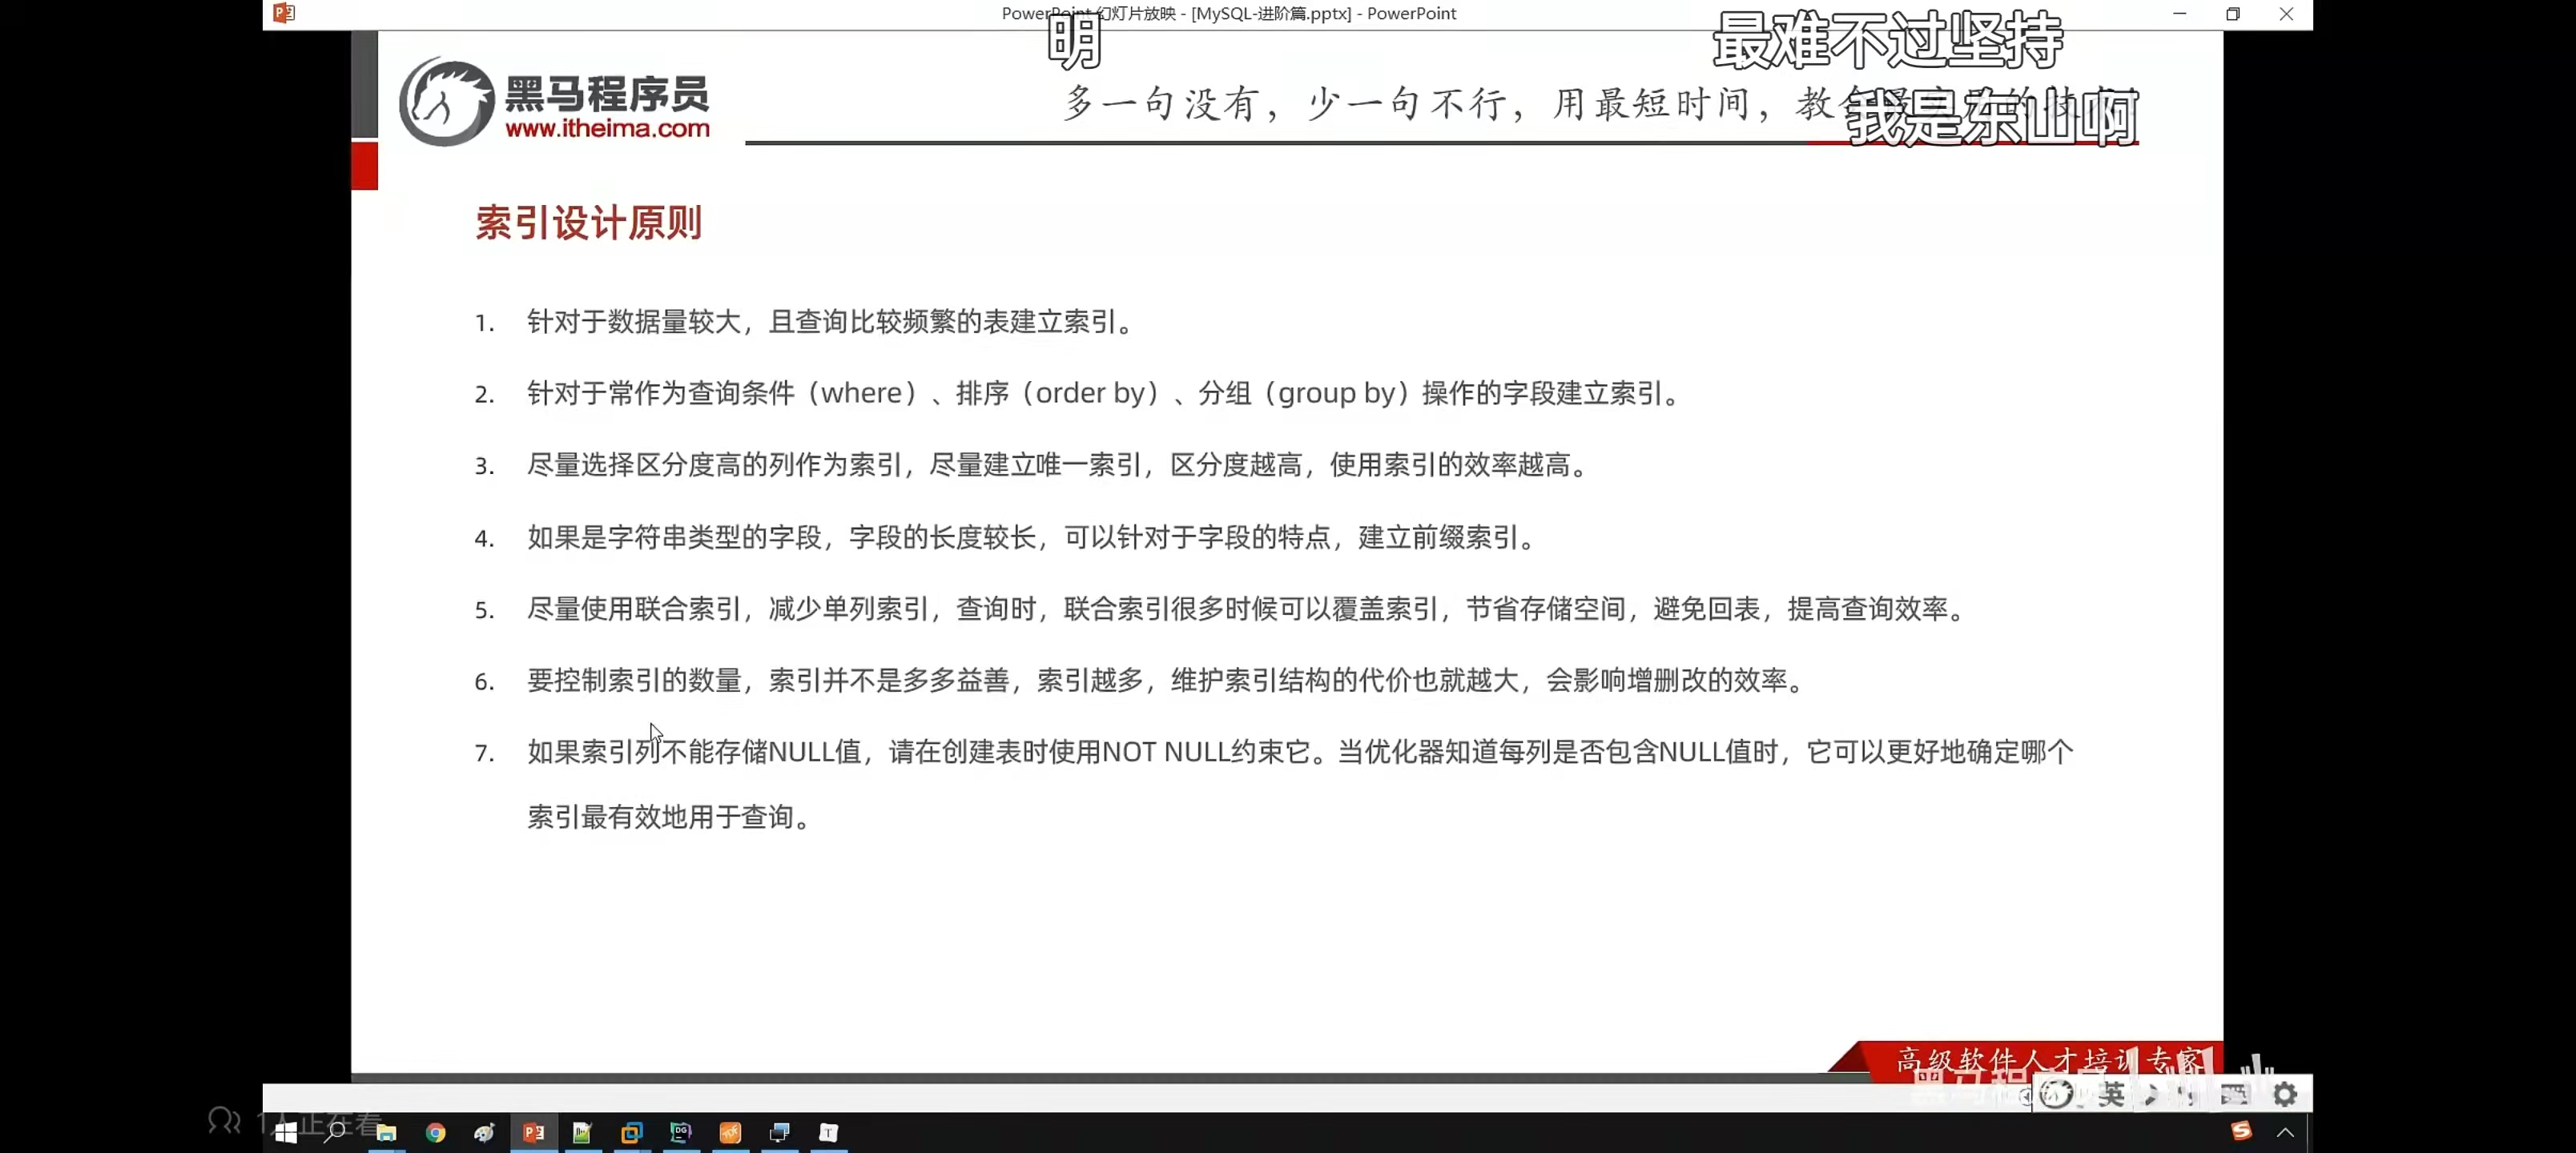 PowerPoint 幻灯片放映 - [MySQL-进阶篇.pptx] - PowerPoint
明
最难不过坚持
黑马程序员
www.itheima.com
多一句没有，少一句不行，用最短时间，教
我是东山啊
索引设计原则
1. 针对于数据量较大，且查询比较频繁的表建立索引。
2. 针对于常作为查询条件（where）、排序（order by）、分组（group by）操作的字段建立索引。
3. 尽量选择区分度高的列作为索引，尽量建立唯一索引，区分度越高，使用索引的效率越高。
4. 如果是字符串类型的字段，字段的长度较长，可以针对于字段的特点，建立前缀索引。
5. 尽量使用联合索引，减少单列索引，查询时，联合索引很多时候可以覆盖索引，节省存储空间，避免回表，提高查询效率。
6. 要控制索引的数量，索引并不是多多益善，索引越多，维护索引结构的代价也就越大，会影响增删改的效率。
7. 如果索引列不能存储NULL值，请在创建表时使用NOT NULL约束它。当优化器知道每列是否包含NULL值时，它可以更好地确定哪个
索引最有效地用于查询。
高级软件人才培训专家
英
1人正在看